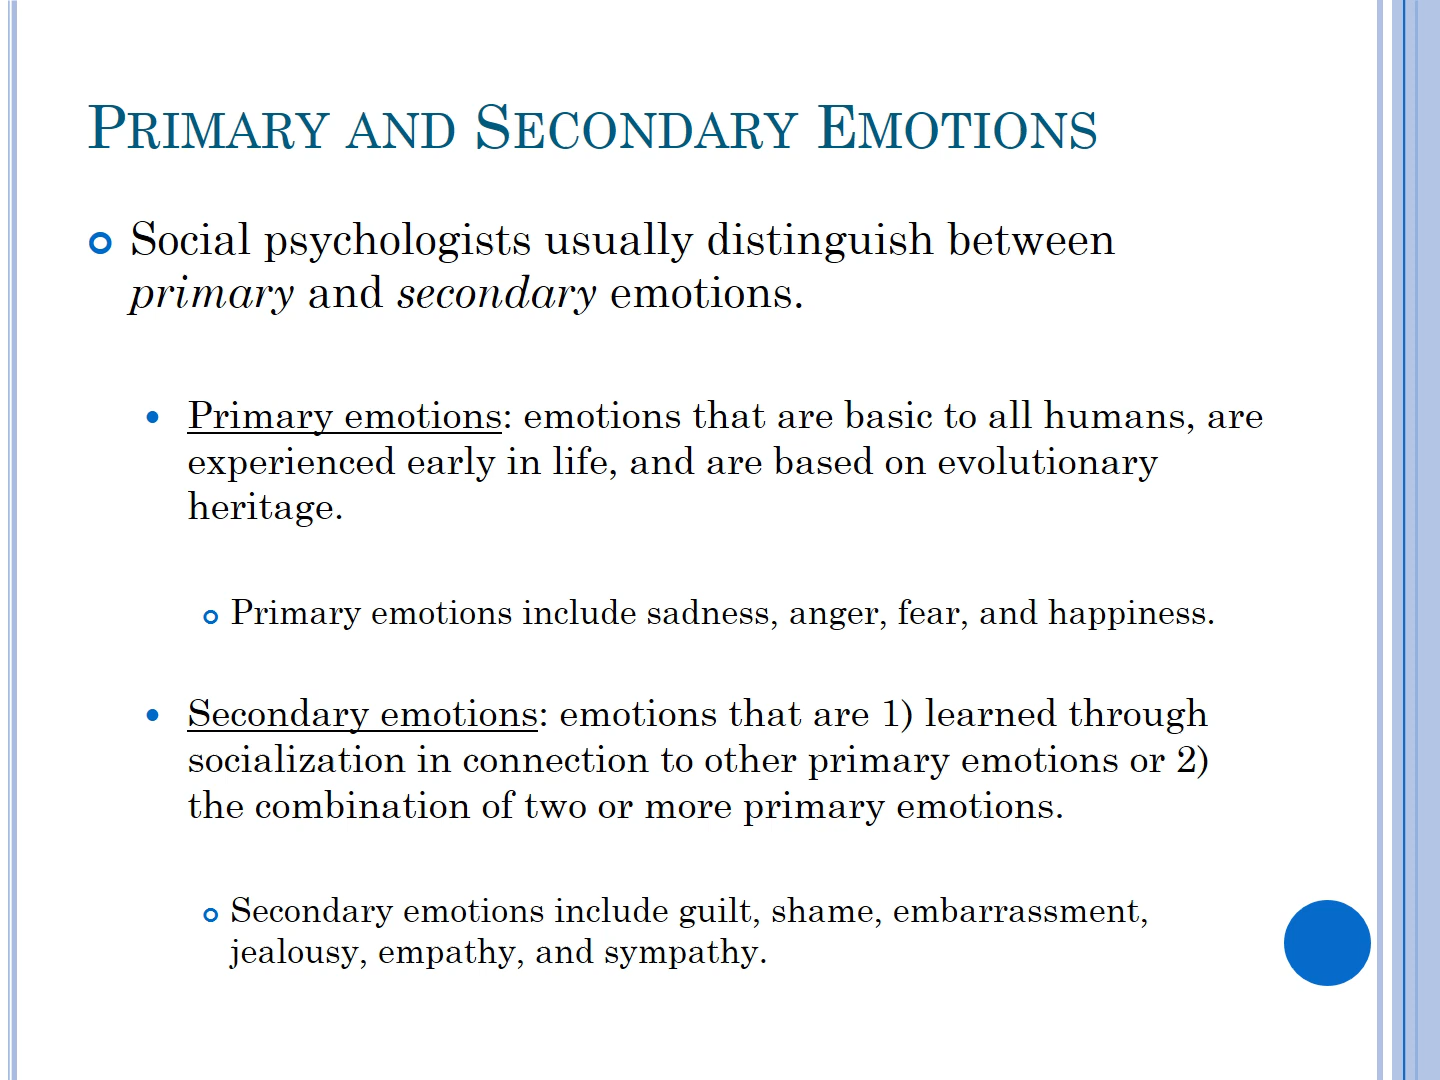 PRIMARY AND SECONDARY EMOTIONS
Social psychologists usually distinguish between
primary and secondary emotions.
Primary emotions: emotions that are basic to all humans, are
experienced early in life, and are based on evolutionary
heritage.
Primary emotions include sadness, anger, fear, and happiness.
Secondary emotions: emotions that are 1) learned through
socialization in connection to other primary emotions or 2)
the combination of two or more primary emotions.
Secondary emotions include guilt, shame, embarrassment,
jealousy, empathy, and sympathy.